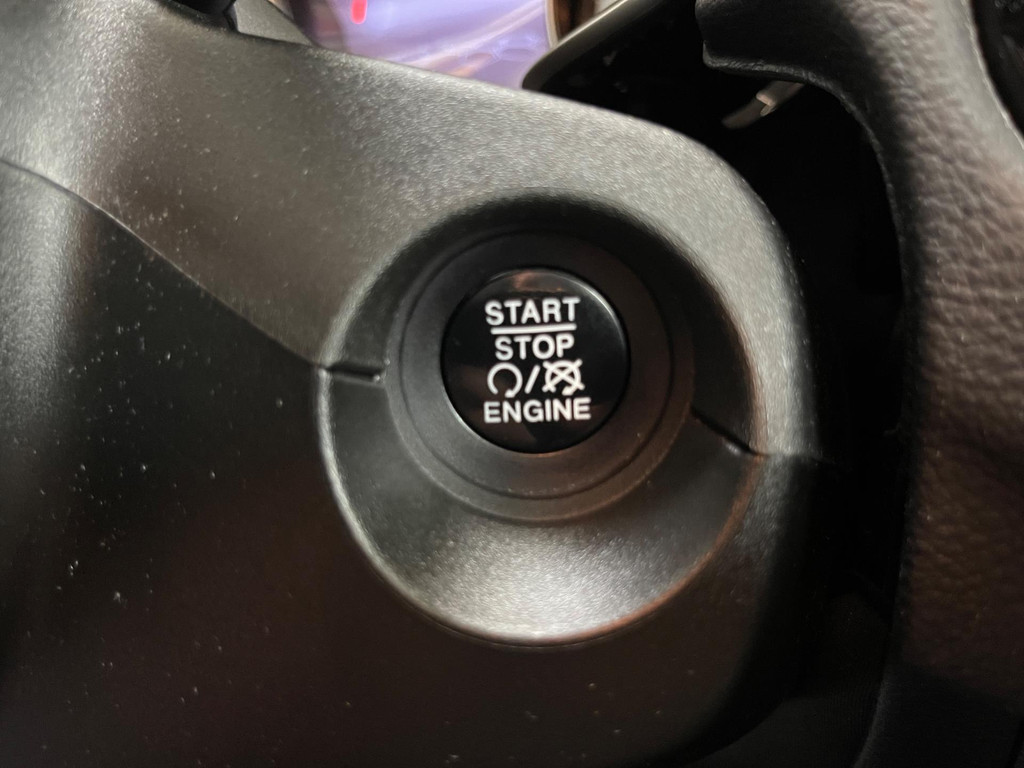 START
STOP
/
ENGINE